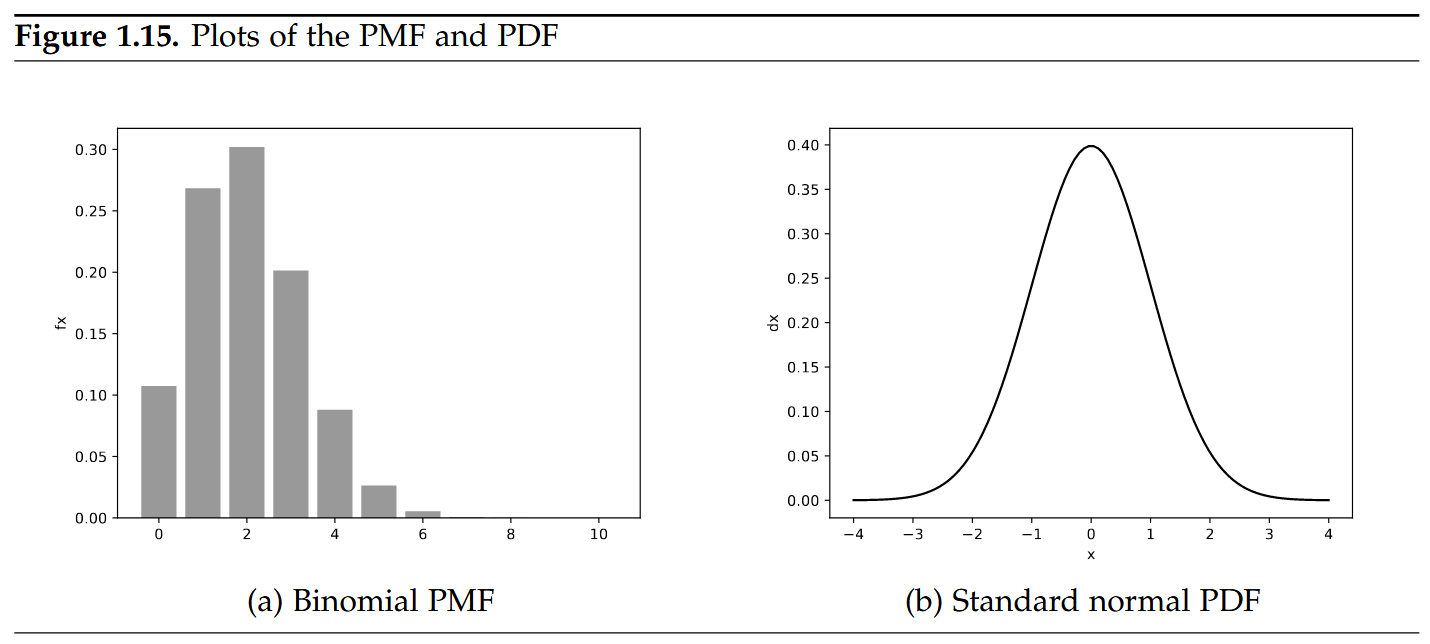 Figure 1.15. Plots of the PMF and PDF
0.30
0.25
0.20
0.15
0.10
0.05
0.00
fx
0 2 4 6 8 10
(a) Binomial PMF
0.40
0.35
0.30
0.25
0.20
0.15
0.10
0.05
0.00
dx
−4 −3 −2 −1 0 1 2 3 4
x
(b) Standard normal PDF